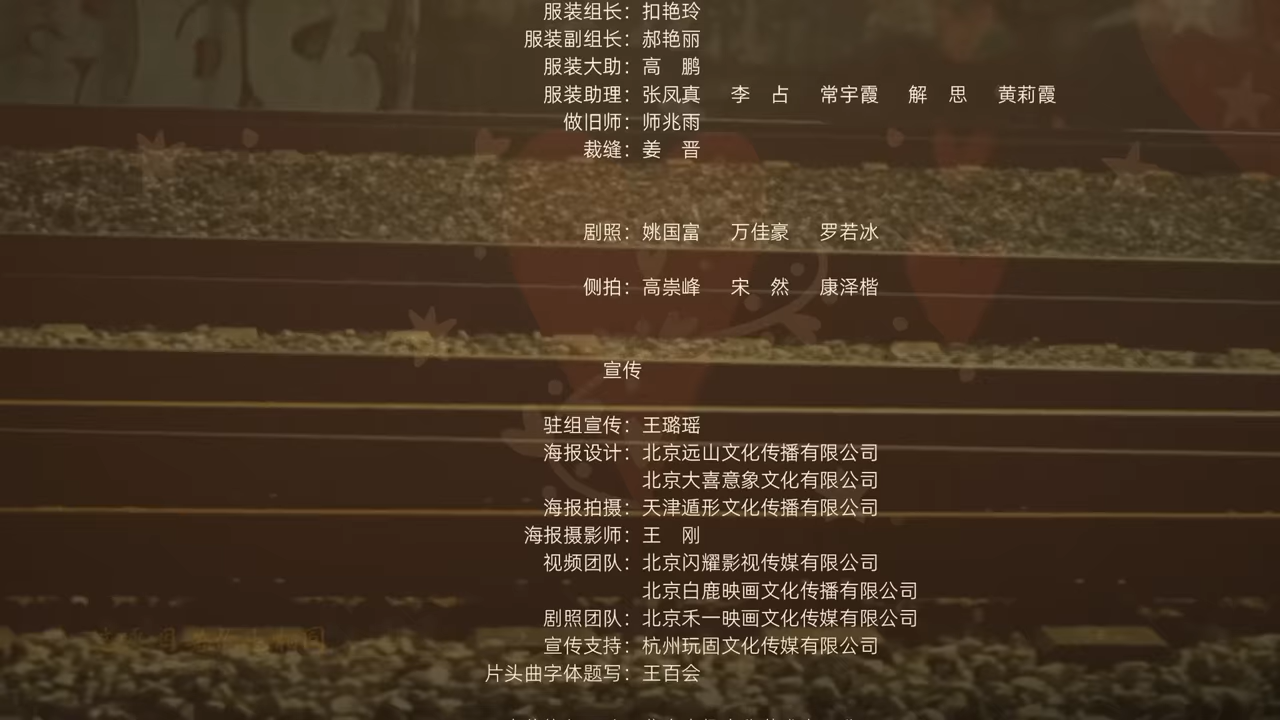 服装组长：扣艳玲
服装副组长：郝艳丽
服装大助：高　鹏
服装助理：张凤真　李　占　常宇霞　解　思　黄莉霞
做旧师：师兆雨
裁缝：姜　晋
剧照：姚国富　万佳豪　罗若冰
侧拍：高崇峰　宋　然　康泽楷
宣传
驻组宣传：王璐瑶
海报设计：北京远山文化传播有限公司
北京大喜意象文化有限公司
海报拍摄：天津遁形文化传播有限公司
海报摄影师：王　刚
视频团队：北京闪耀影视传媒有限公司
北京白鹿映画文化传播有限公司
剧照团队：北京禾一映画文化传媒有限公司
宣传支持：杭州玩固文化传媒有限公司
片头曲字体题写：王百会